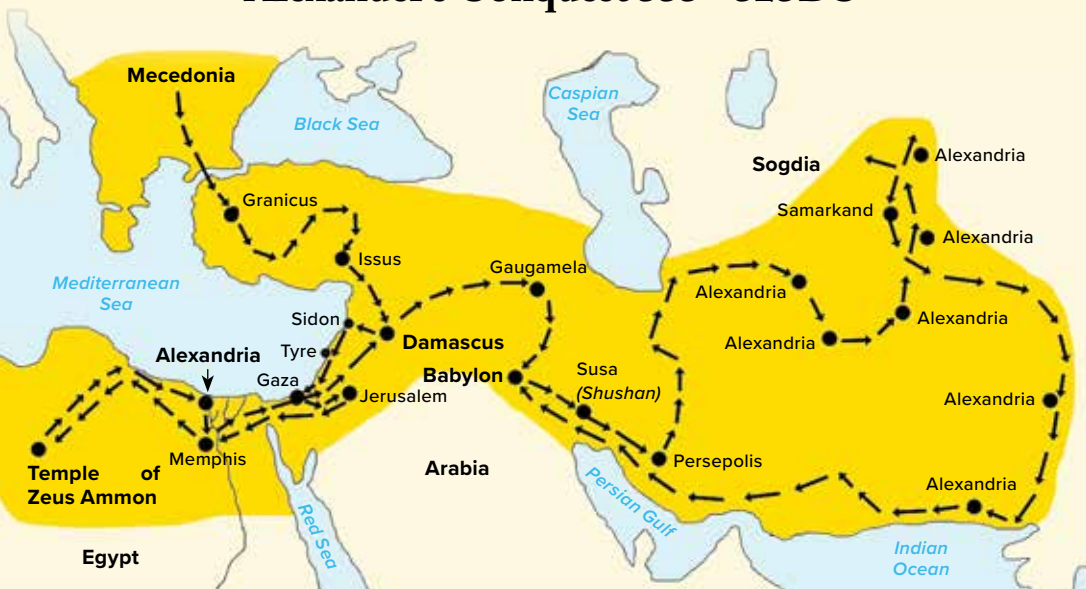 Mecedonia
Black Sea
Caspian
Sea
Sogdia
Alexandria
Samarkand
Alexandria
Granicus
Issus
Gaugamela
Alexandria
Mediterranean
Sea
Sidon
Alexandria
Alexandria
Damascus
Tyre
Alexandria
Gaza
Babylon
Susa
(Shushan)
Jerusalem
Alexandria
Memphis
Persepolis
Arabia
Temple of
Zeus Ammon
Alexandria
Persian Gulf
Red Sea
Egypt
Indian
Ocean